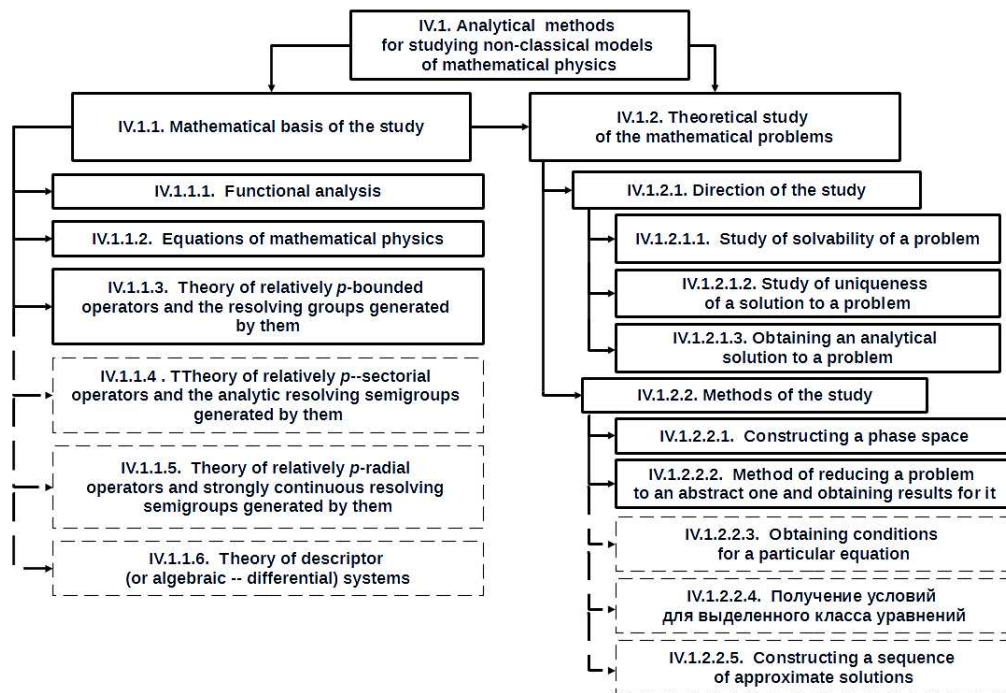 IV.1. Analytical methods
for studying non-classical models
of mathematical physics
IV.1.1. Mathematical basis of the study
IV.1.1.1. Functional analysis
IV.1.1.2. Equations of mathematical physics
IV.1.1.3. Theory of relatively p-bounded
operators and the resolving groups generated
by them
IV.1.1.4 . TTheory of relatively p--sectorial
operators and the analytic resolving semigroups
generated by them
IV.1.1.5. Theory of relatively p-radial
operators and strongly continuous resolving
semigroups generated by them
IV.1.1.6. Theory of descriptor
(or algebraic -- differential) systems
IV.1.2. Theoretical study
of the mathematical problems
IV.1.2.1. Direction of the study
IV.1.2.1.1. Study of solvability of a problem
IV.1.2.1.2. Study of uniqueness
of a solution to a problem
IV.1.2.1.3. Obtaining an analytical
solution to a problem
IV.1.2.2. Methods of the study
IV.1.2.2.1. Constructing a phase space
IV.1.2.2.2. Method of reducing a problem
to an abstract one and obtaining results for it
IV.1.2.2.3. Obtaining conditions
for a particular equation
IV.1.2.2.4. Получение условий
для выделенного класса уравнений
IV.1.2.2.5. Constructing a sequence
of approximate solutions